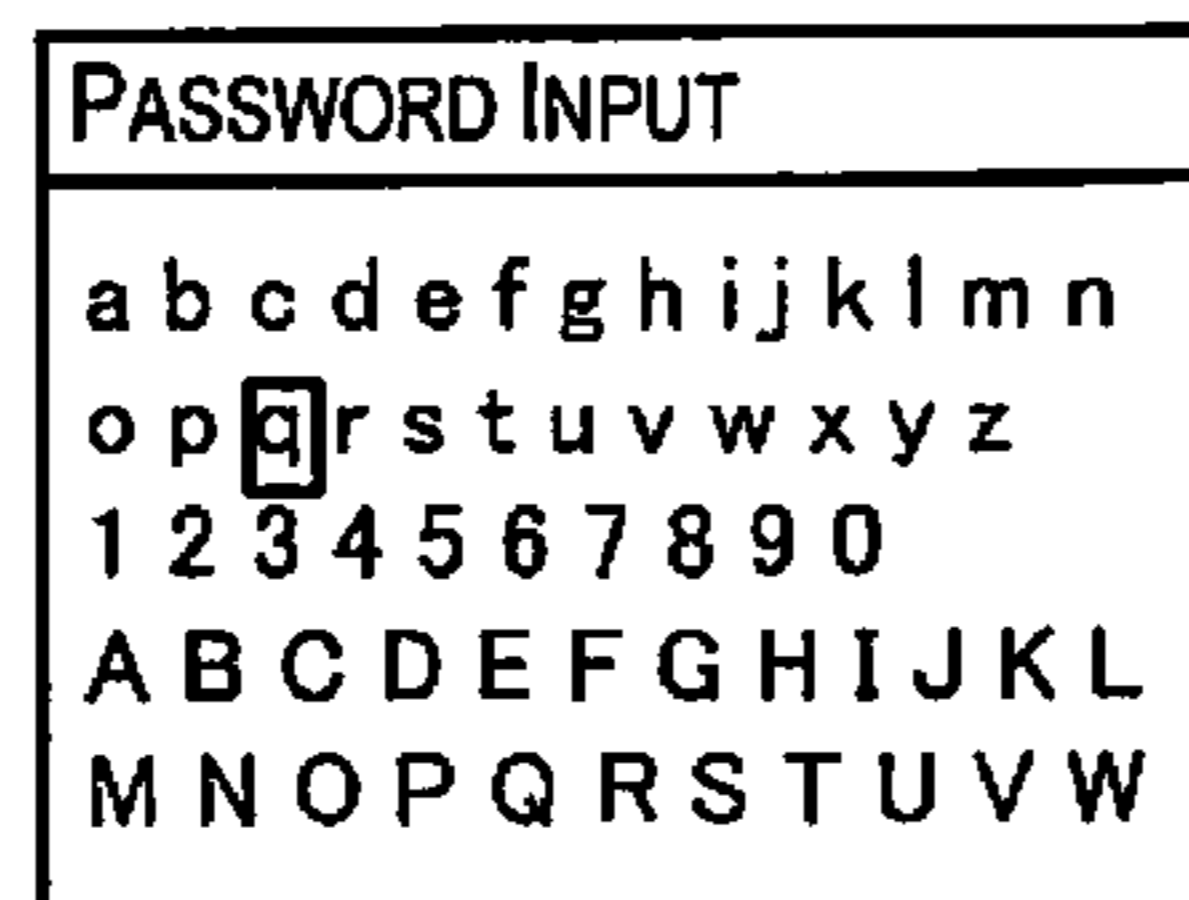 PASSWORD INPUT
a b c d e f g h i j k l m n
o p q r s t u v w x y z
1 2 3 4 5 6 7 8 9 0
A B C D E F G H I J K L
M N O P Q R S T U V W